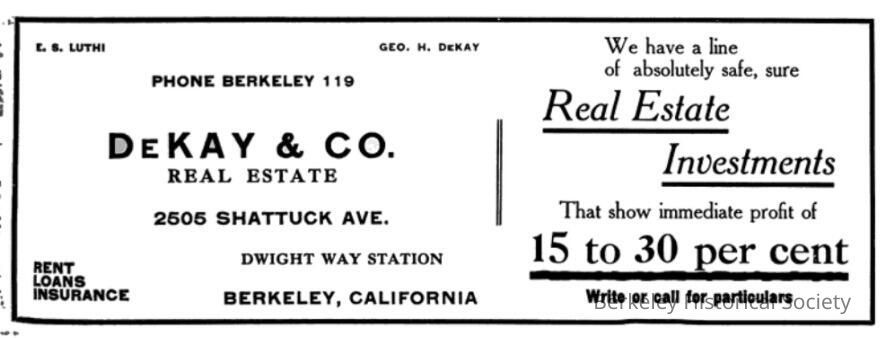 E. S. LUTHI
GEO. H. DEKAY
PHONE BERKELEY 119
DEKAY & CO.
REAL ESTATE
2505 SHATTUCK AVE.
DWIGHT WAY STATION
RENT
LOANS
INSURANCE
BERKELEY, CALIFORNIA
We have a line
of absolutely safe, sure
Real Estate
Investments
That show immediate profit of
15 to 30 per cent
Write or call for particulars
Berkeley Historical Society